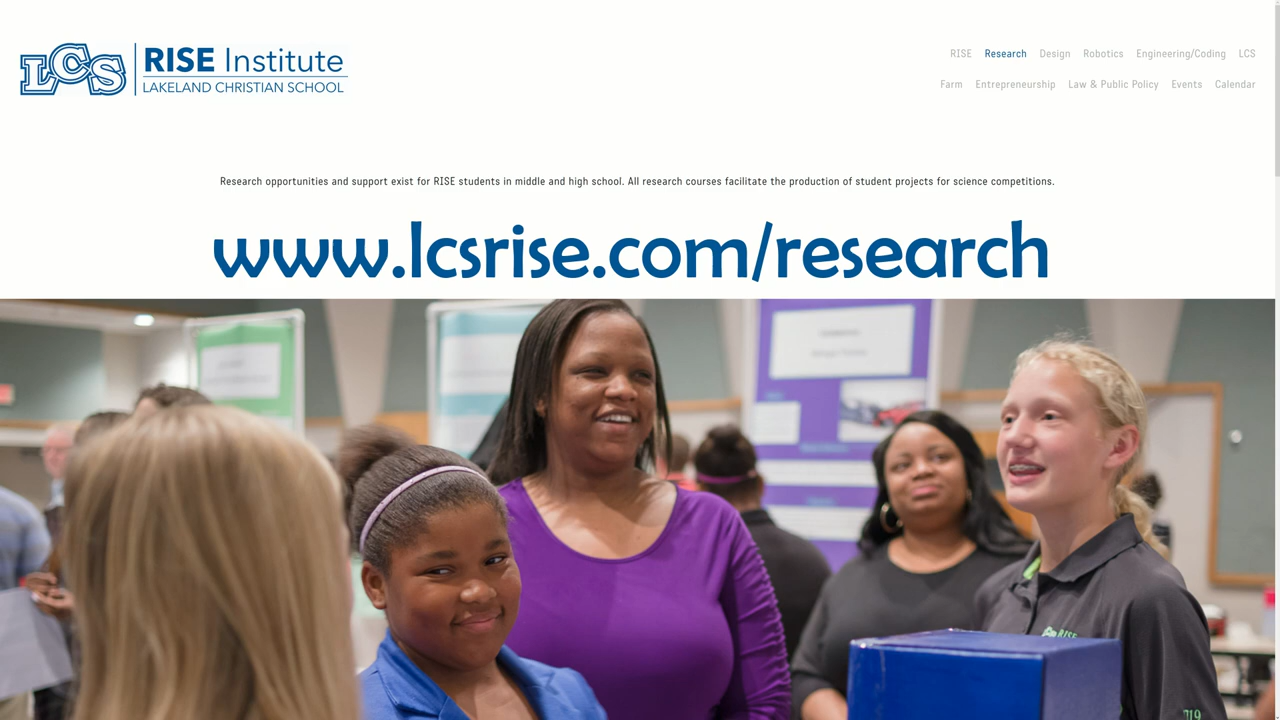 LCS
RISE Institute
LAKELAND CHRISTIAN SCHOOL
RISE Research Design Robotics Engineering/Coding LCS
Farm Entrepreneurship Law & Public Policy Events Calendar
Research opportunities and support exist for RISE students in middle and high school. All research courses facilitate the production of student projects for science competitions.
www.lcsrise.com/research
RISE